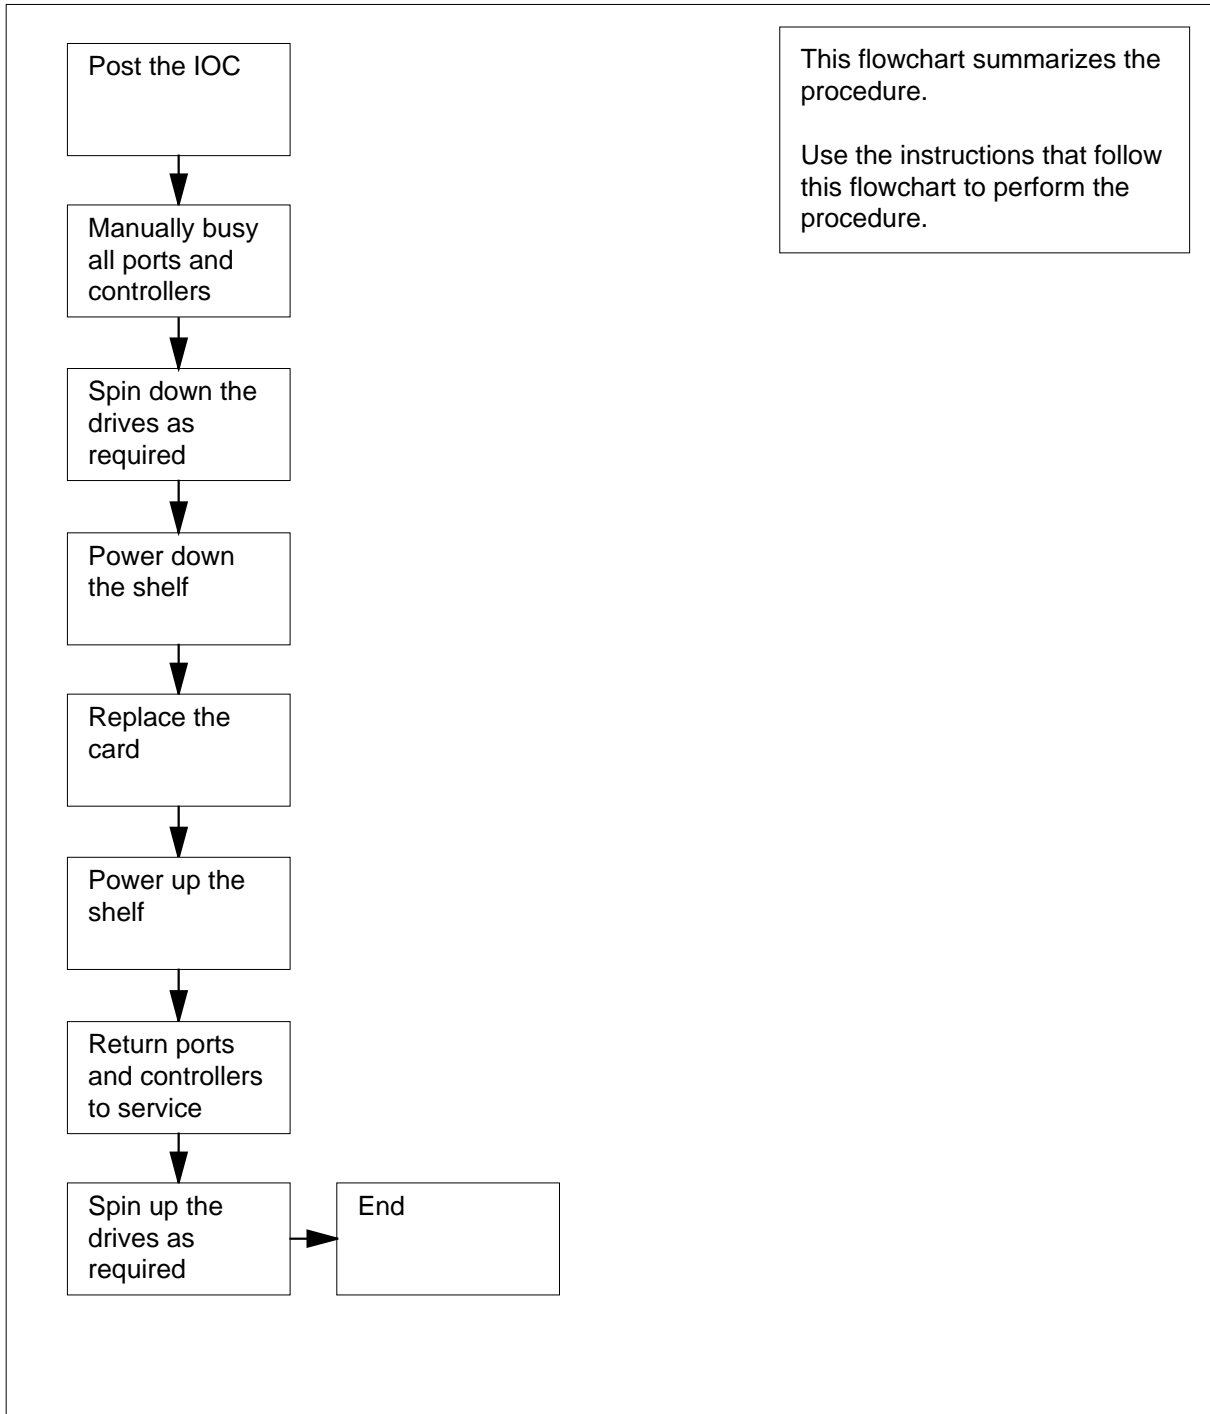 Post the IOC
Manually busy
all ports and
controllers
Spin down the
drives as
required
Power down
the shelf
Replace the
card
Power up the
shelf
Return ports
and controllers
to service
Spin up the
drives as
required
End
This flowchart summarizes the
procedure.
Use the instructions that follow
this flowchart to perform the
procedure.